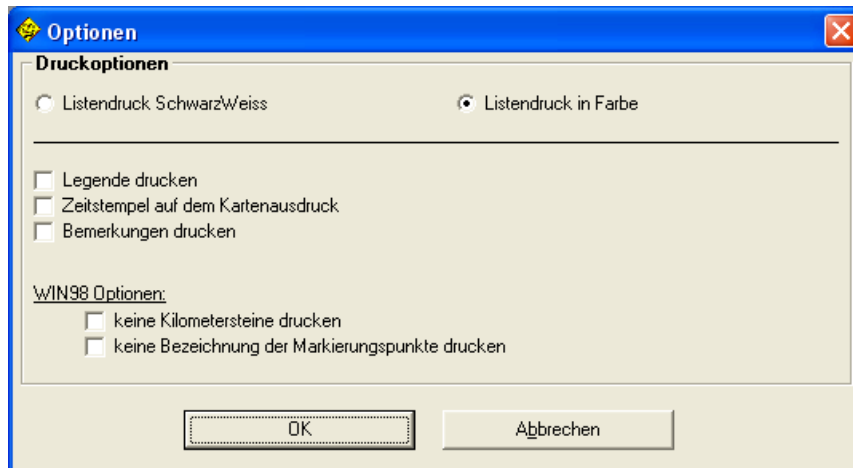 Optionen
Druckoptionen
Listendruck SchwarzWeiss Listendruck in Farbe
Legende drucken
Zeitstempel auf dem Kartenausdruck
Bemerkungen drucken
WIN98 Optionen:
keine Kilometersteine drucken
keine Bezeichnung der Markierungspunkte drucken
OK Abbrechen